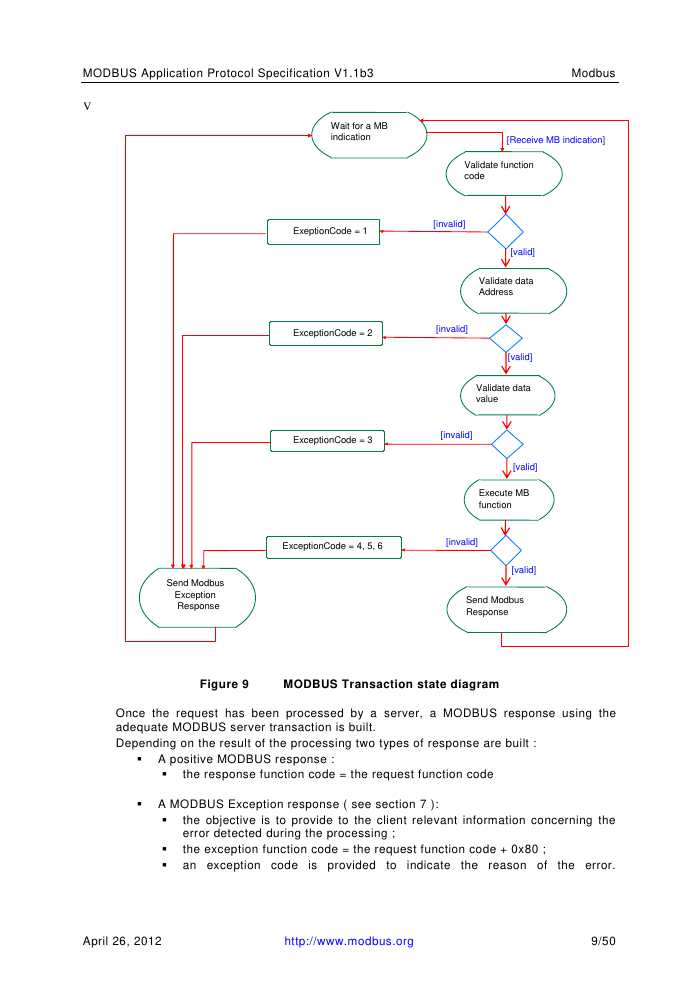 MODBUS Application Protocol Specification V1.1b3 Modbus
V
Wait for a MB
indication
[Receive MB indication]
Validate function
code
ExeptionCode = 1
[invalid]
[valid]
Validate data
Address
ExceptionCode = 2
[invalid]
[valid]
Validate data
value
ExceptionCode = 3
[invalid]
[valid]
Execute MB
function
ExceptionCode = 4, 5, 6
[invalid]
[valid]
Send Modbus
Exception
Response
Send Modbus
Response
Figure 9 MODBUS Transaction state diagram
Once the request has been processed by a server, a MODBUS response using the
adequate MODBUS server transaction is built.
Depending on the result of the processing two types of response are built :
▪ A positive MODBUS response :
▪ the response function code = the request function code
▪ A MODBUS Exception response ( see section 7 ):
▪ the objective is to provide to the client relevant information concerning the
error detected during the processing ;
▪ the exception function code = the request function code + 0x80 ;
▪ an exception code is provided to indicate the reason of the error.
April 26, 2012 http://www.modbus.org 9/50